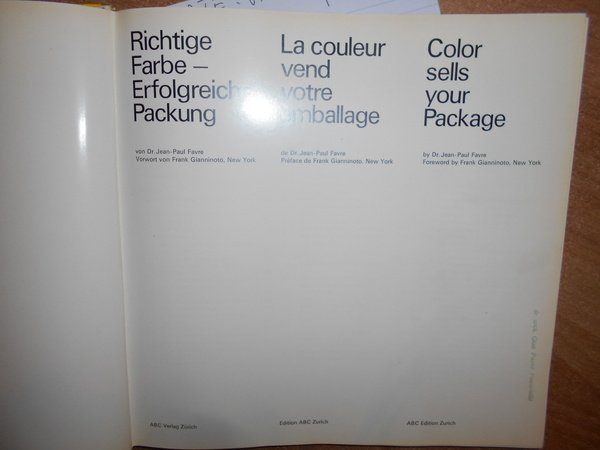 Richtige
Farbe –
Erfolgreiche
Packung
von Dr. Jean-Paul Favre
Vorwort von Frank Gianninoto, New York
ABC Verlag Zürich
La couleur
vend
votre
emballage
de Dr. Jean-Paul Favre
Préface de Frank Gianninoto, New York
Edition ABC Zurich
Color
sells
your
Package
by Dr. Jean-Paul Favre
Foreword by Frank Gianninoto, New York
ABC Edition Zurich